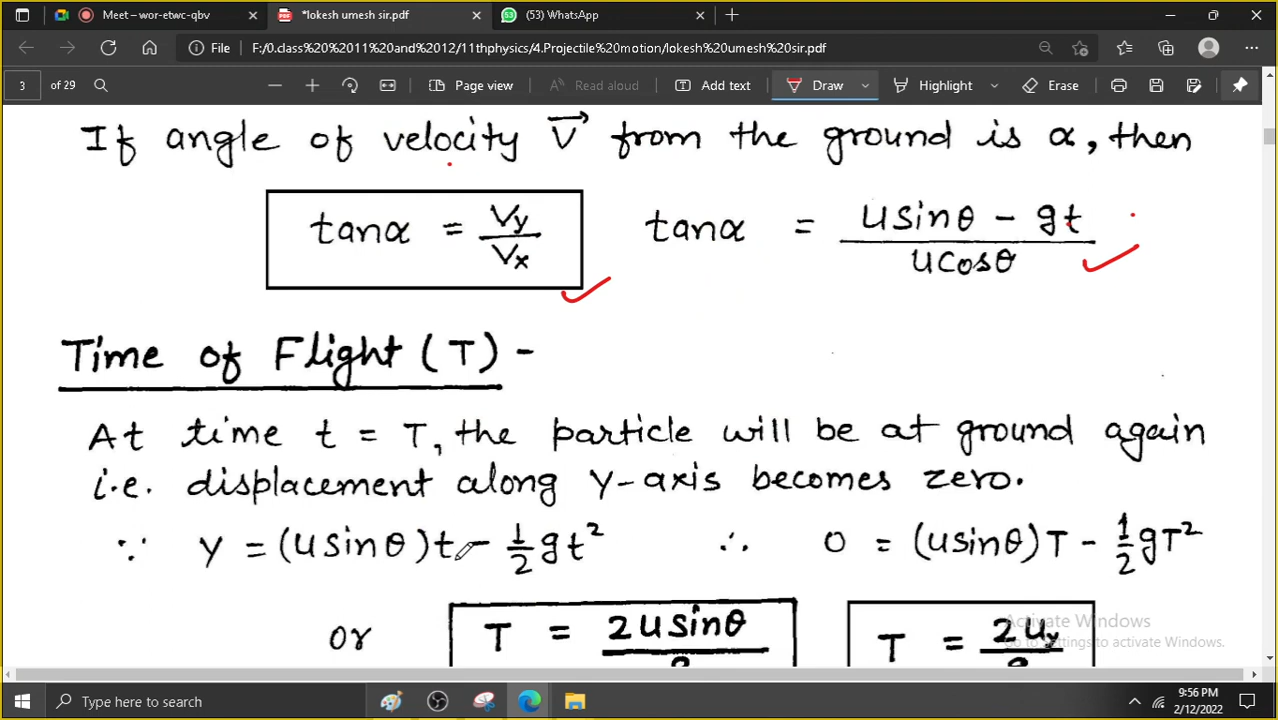 Meet – wor-etwc-qbv
*lokesh umesh sir.pdf
(53) WhatsApp
File
F:/0.class%20%2011%20and%2012/11thphysics/4.Projectile%20motion/lokesh%20umesh%20sir.pdf
3 of 29
Page view
Read aloud
Add text
Draw
Highlight
Erase
If angle of velocity V⃗ from the ground is α, then
tanα = Vy/Vx
tanα = (usinθ - gt)/ucosθ
Time of Flight (T) -
At time t = T, the particle will be at ground again
i.e. displacement along Y-axis becomes zero.
∵ Y = (usinθ)t - 1/2 gt² ∴ 0 = (usinθ)T - 1/2 gT²
or T = 2usinθ/g T = 2uy/g
Activate Windows
Go to Settings to activate Windows.
Type here to search
9:56 PM
2/12/2022